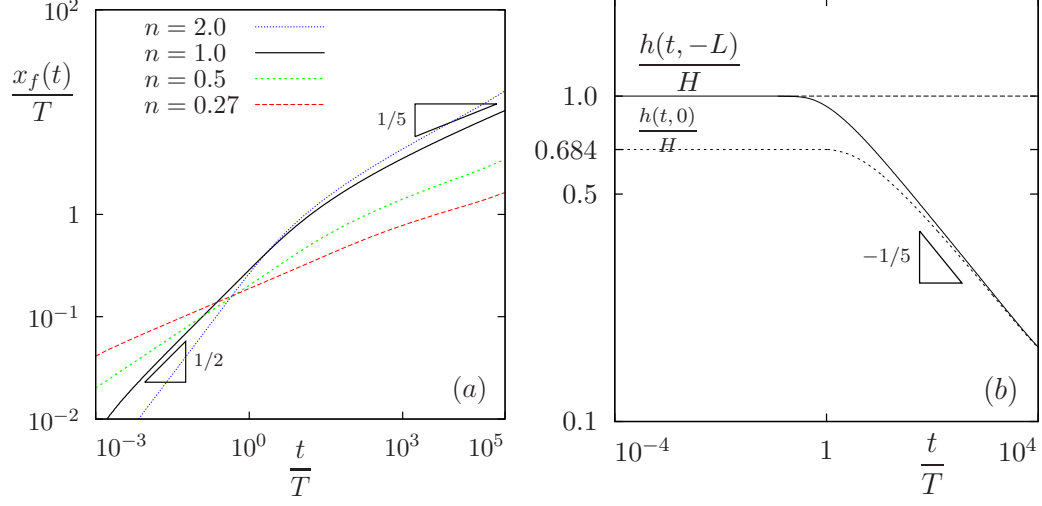 10^2
n = 2.0
n = 1.0
n = 0.5
n = 0.27
x_f(t)
T
1/5
1
10^{-1}
1/2
10^{-2}
(a)
10^{-3}
10^0
10^3
10^5
t
T
h(t, −L)
H
1.0
h(t, 0)
H
0.684
0.5
−1/5
0.1
(b)
10^{-4}
1
10^4
t
T